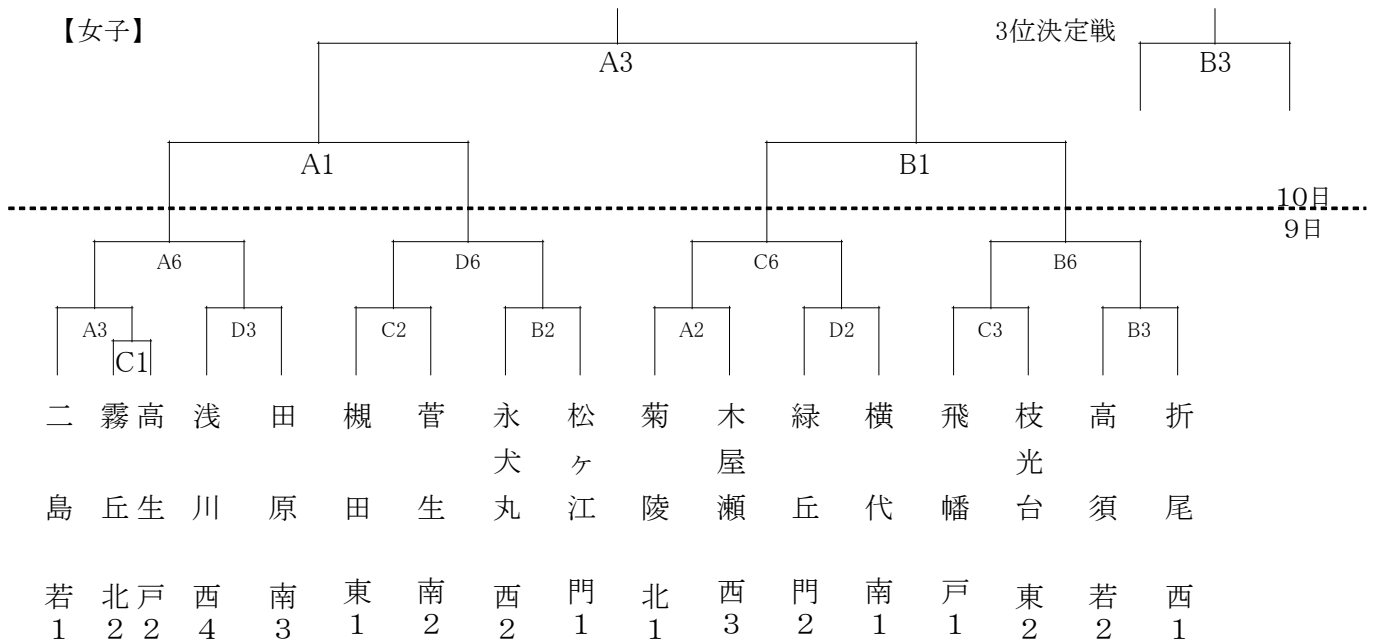 【女子】
3位決定戦
A3
B3
A1
B1
10日
9日
A6
D6
C6
B6
A3
D3
C2
B2
A2
D2
C3
B3
C1
二島
霧丘
高生
浅川
田原
槻田
菅生
永犬丸
松ヶ江
菊陵
木屋瀬
緑丘
横代
飛幡
枝光台
高須
折尾
若1
北2
戸2
西4
南3
東1
南2
西2
門1
北1
西3
門2
南1
戸1
東2
若2
西1